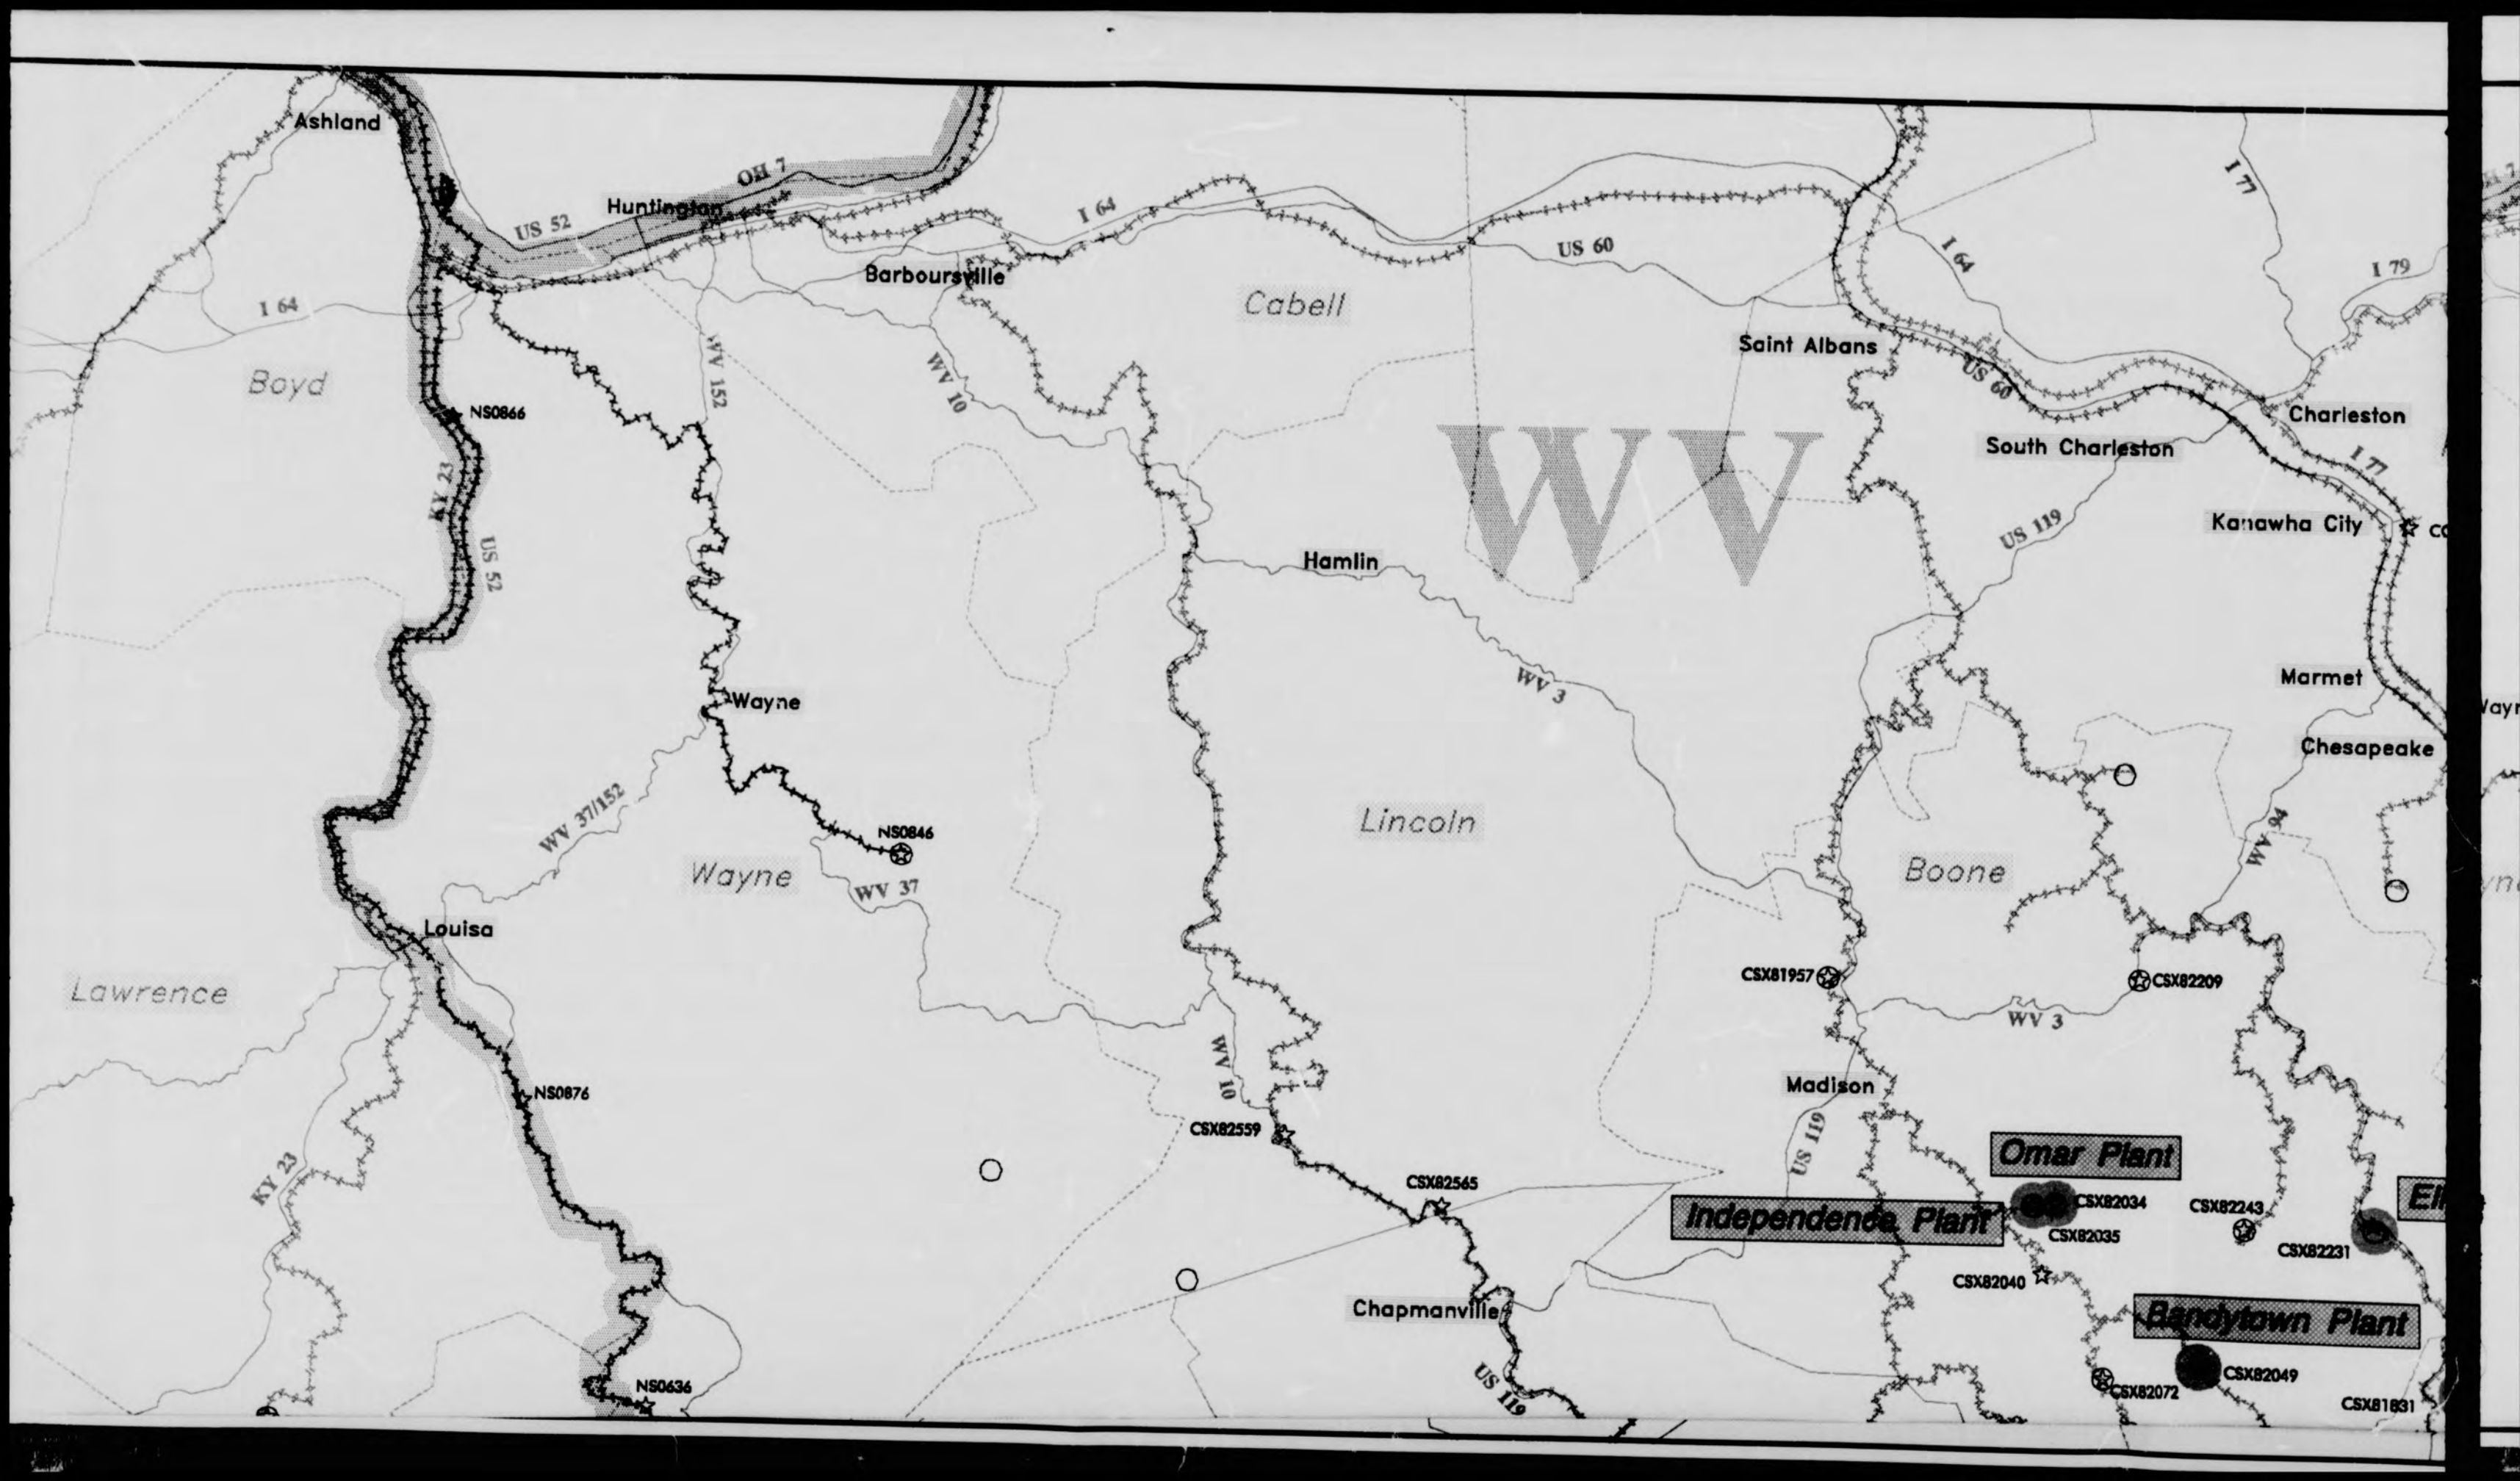 Ashland
OH 7
Huntington
US 52
I 64
I 77
I 79
US 60
I 64
Barboursville
Cabell
I 64
Saint Albans
US 60
Boyd
WV 152
WV 10
NS0866
Charleston
WV
South Charleston
I 77
KY 23
US 52
US 119
Kanawha City
Hamlin
WV 3
Marmet
Wayne
Chesapeake
WV 37/152
NS0846
Lincoln
Wayne
WV 37
Boone
WV 94
Louisa
Lawrence
CSX81957
CSX82209
WV 3
WV 10
NS0876
Madison
CSX82559
US 119
Omar Plant
KY 23
CSX82565
CSX82034
CSX82243
Independence Plant
CSX82035
CSX82231
CSX82040
Chapmanville
Bandytown Plant
CSX82049
NS0636
US 119
CSX82072
CSX81831